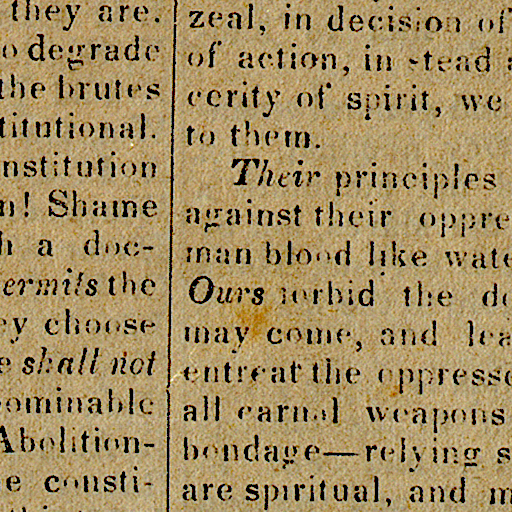 they are.
o degrade
the brutes
titutional.
nstitution
n! Shame
h a doc-
ermits the
ey choose
e shall not
ominable
Abolition-
e consti-
zeal, in decision of
of action, in stead
cerity of spirit, we
to them.
Their principles
against their oppre
man blood like wate
Ours forbid the do
may come, and lea
entreat the oppresse
all carnal weapons
bondage—relying s
are spiritual, and m